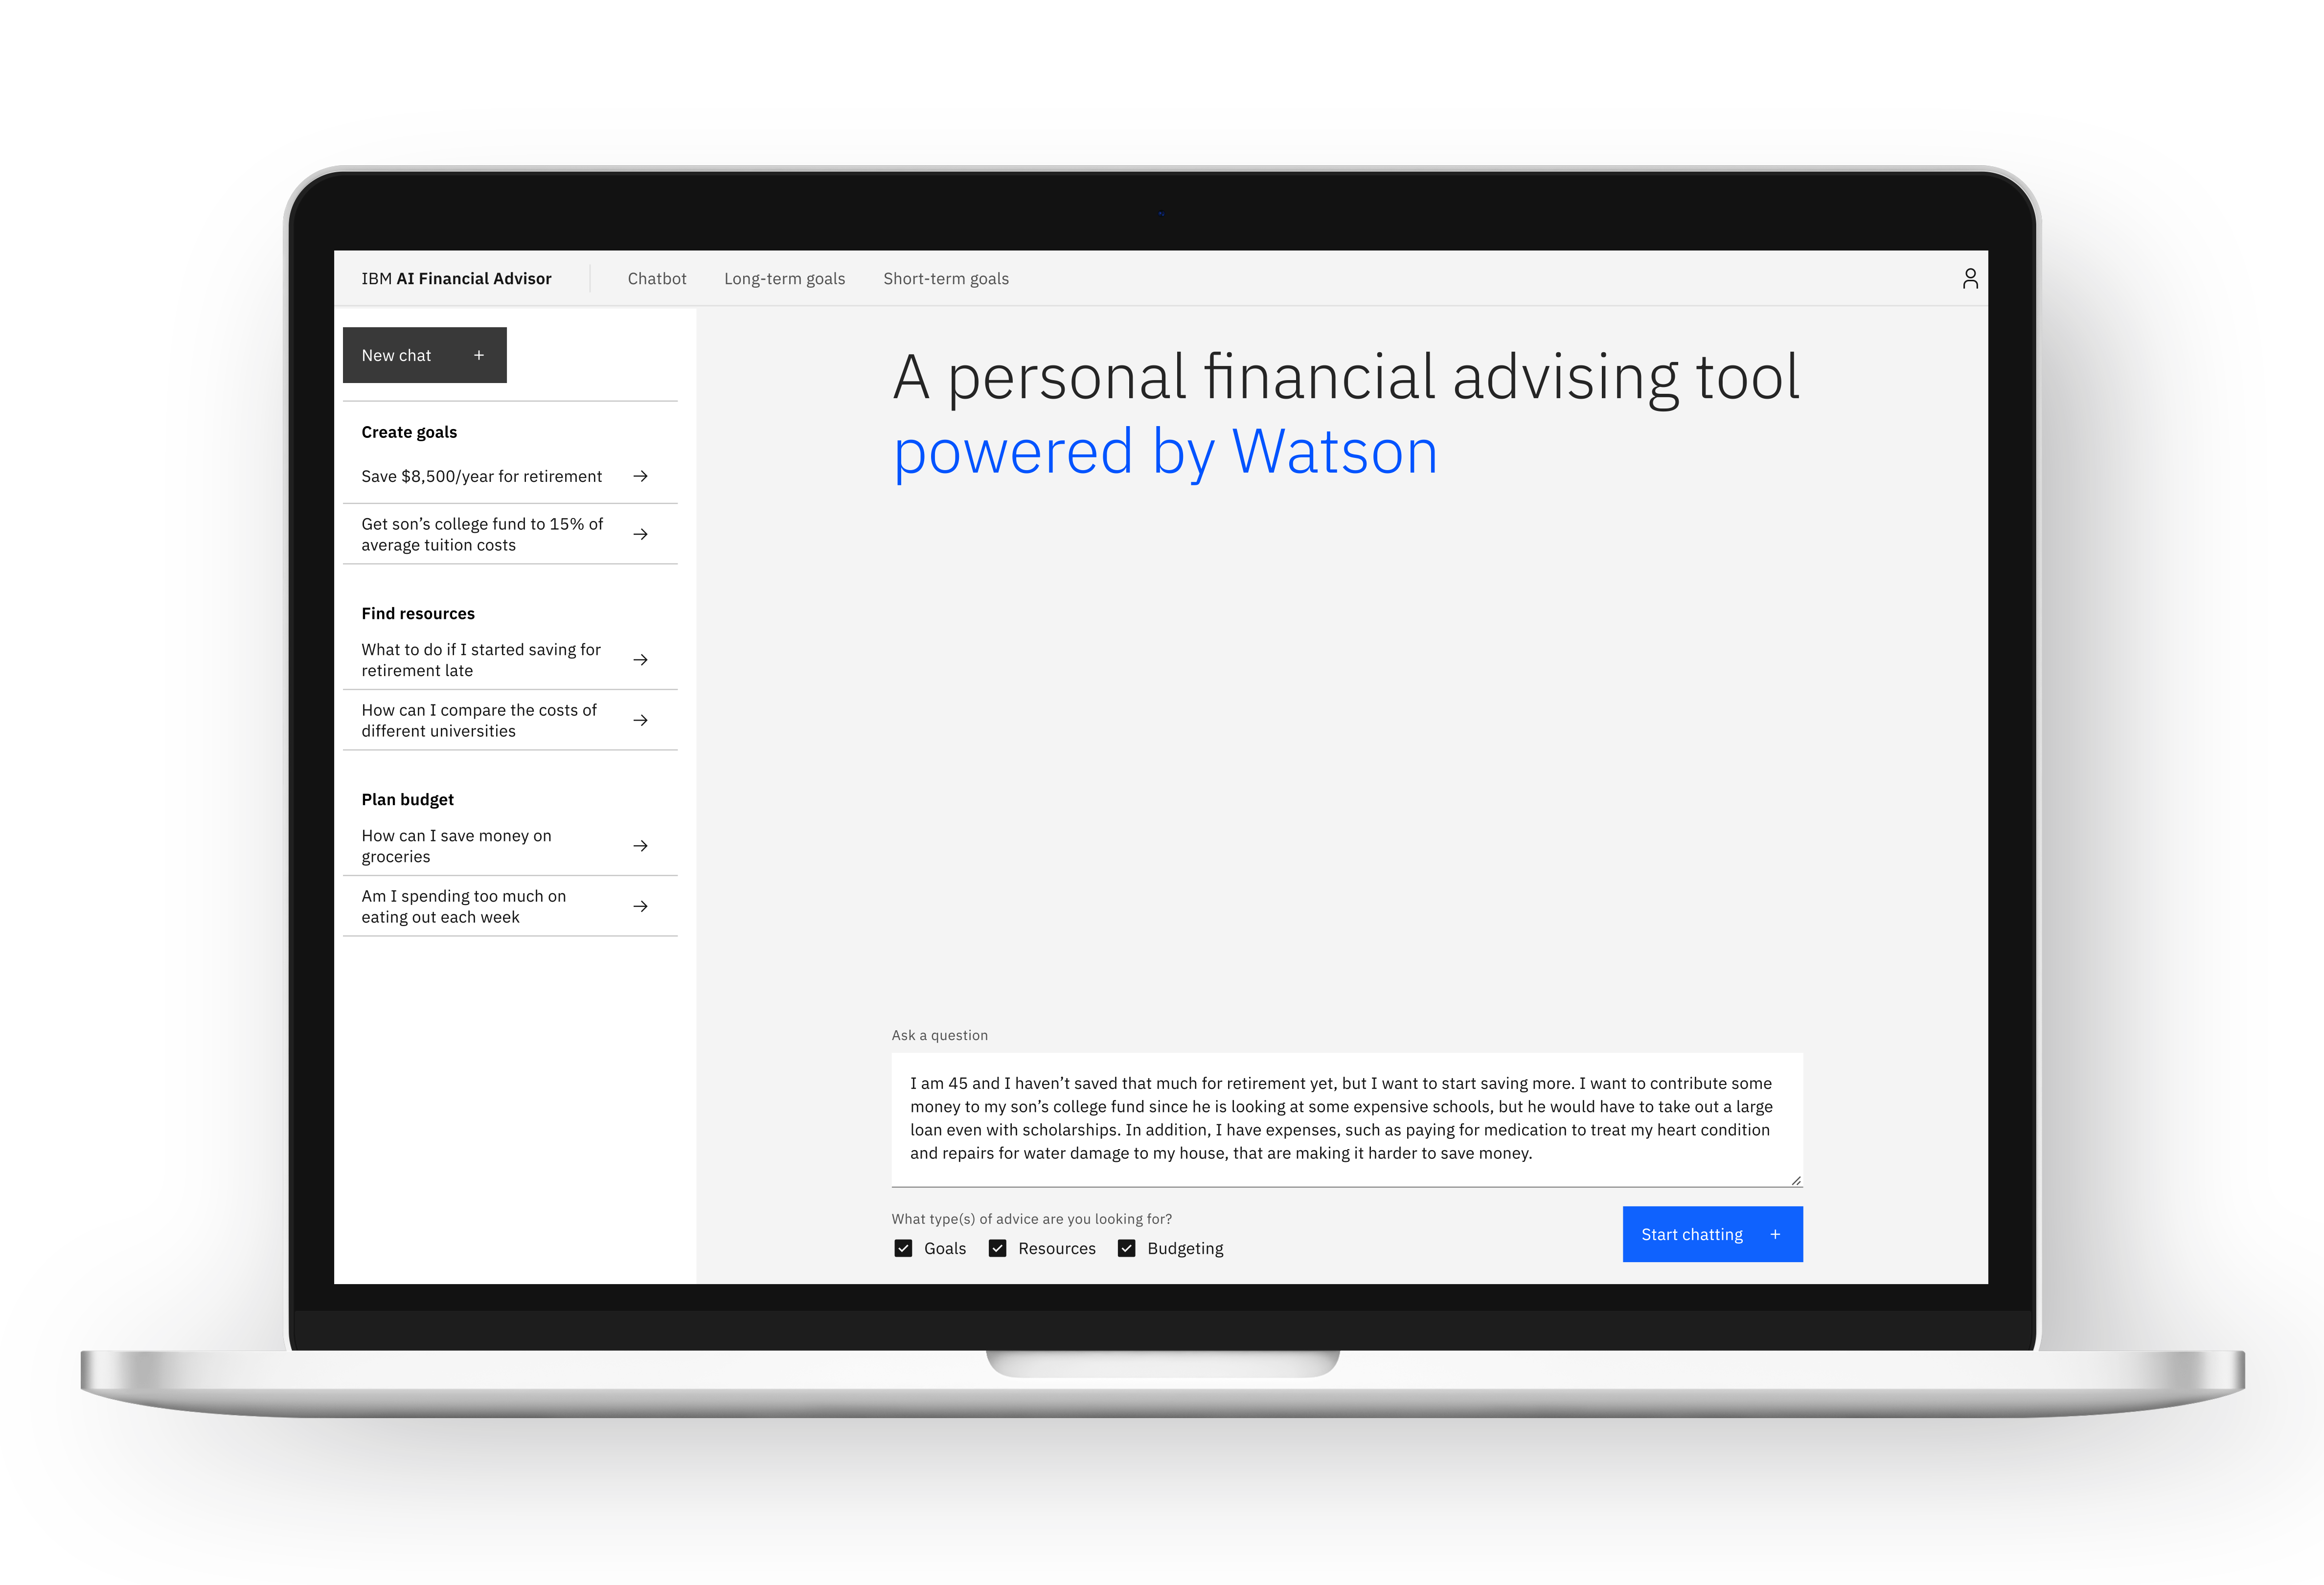 IBM AI Financial Advisor
Chatbot
Long-term goals
Short-term goals
New chat +
Create goals
Save $8,500/year for retirement
Get son’s college fund to 15% of
average tuition costs
Find resources
What to do if I started saving for
retirement late
How can I compare the costs of
different universities
Plan budget
How can I save money on
groceries
Am I spending too much on
eating out each week
A personal financial advising tool
powered by Watson
Ask a question
I am 45 and I haven’t saved that much for retirement yet, but I want to start saving more. I want to contribute some
money to my son’s college fund since he is looking at some expensive schools, but he would have to take out a large
loan even with scholarships. In addition, I have expenses, such as paying for medication to treat my heart condition
and repairs for water damage to my house, that are making it harder to save money.
What type(s) of advice are you looking for?
Goals
Resources
Budgeting
Start chatting +